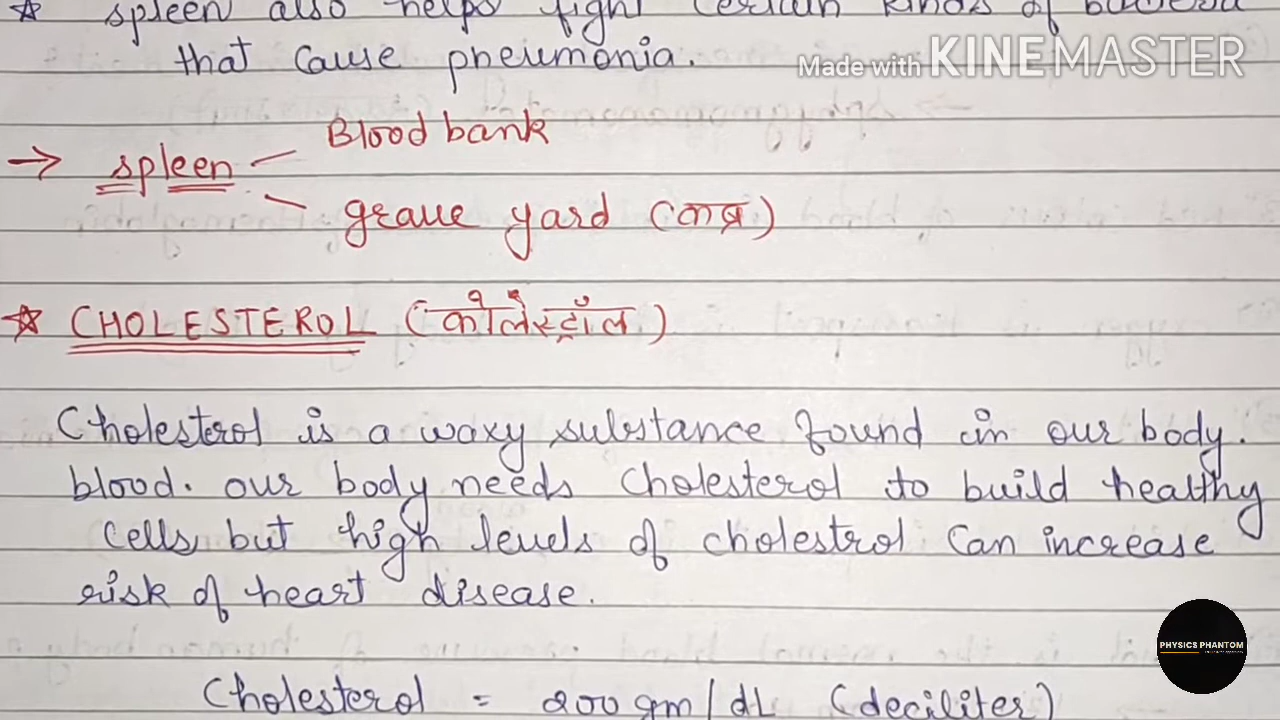 ★ spleen also helps fight certain kinds of bacteria
that cause pneumonia.
Made with KINEMASTER
→ spleen — Blood bank
— grave yard (कब्र)
★ CHOLESTEROL (कोलेस्ट्रॉल)
Cholesterol is a waxy substance found in our body.
blood. our body needs cholesterol to build healthy
cells but high levels of cholestrol can increase
risk of heart disease.
PHYSICS PHANTOM
Cholesterol = 200 gm/dL (deciliter)